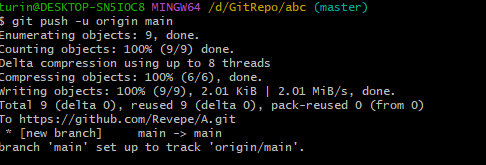 turin@DESKTOP-SN5IOC8 MINGW64 /d/GitRepo/abc (master)
$ git push -u origin main
Enumerating objects: 9, done.
Counting objects: 100% (9/9) done.
Delta compression using up to 8 threads
Compressing objects: 100% (6/6), done.
Writing objects: 100% (9/9), 2.01 KiB | 2.01 MiB/s, done.
Total 9 (delta 0), reused 9 (delta 0), pack-reused 0 (from 0)
To https://github.com/Revepe/A.git
 * [new branch]      main -> main
branch 'main' set up to track 'origin/main'.